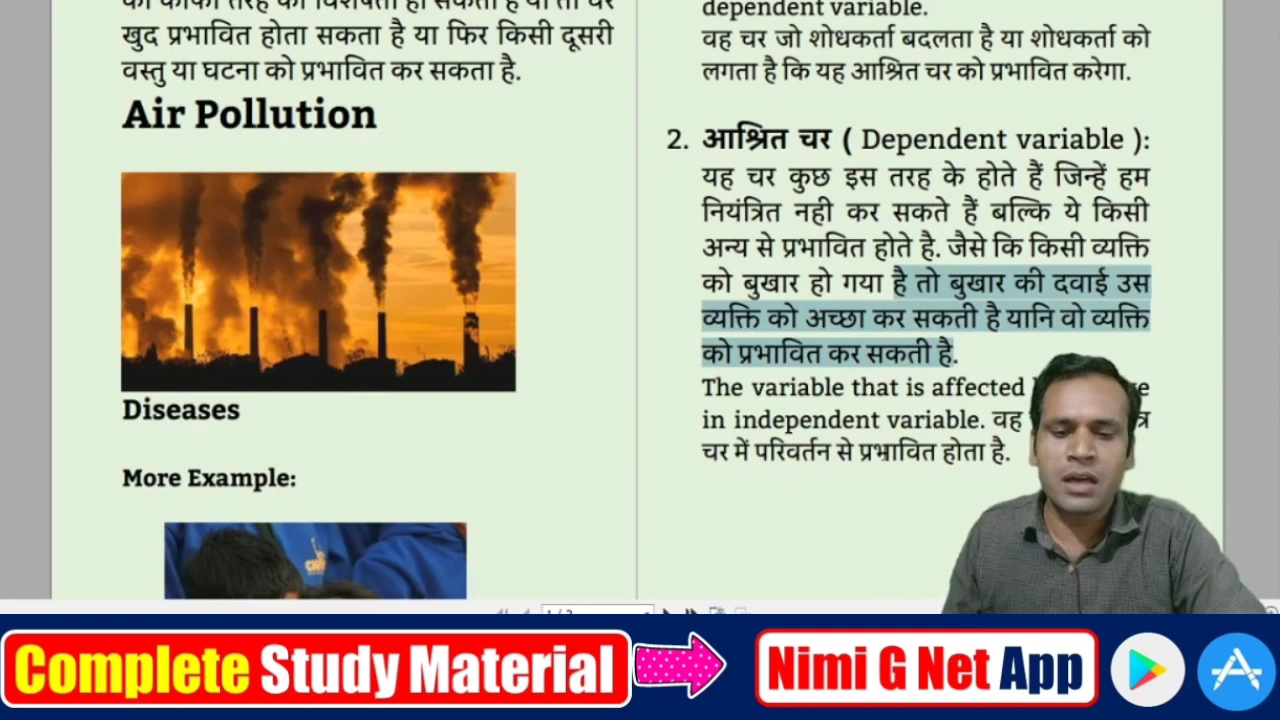 खुद प्रभावित होता सकता है या फिर किसी दूसरी
वस्तु या घटना को प्रभावित कर सकता है.
Air Pollution
Diseases
More Example:
dependent variable.
वह चर जो शोधकर्ता बदलता है या शोधकर्ता को
लगता है कि यह आश्रित चर को प्रभावित करेगा.
2. आश्रित चर ( Dependent variable ):
यह चर कुछ इस तरह के होते हैं जिन्हें हम
नियंत्रित नही कर सकते हैं बल्कि ये किसी
अन्य से प्रभावित होते है. जैसे कि किसी व्यक्ति
को बुखार हो गया है तो बुखार की दवाई उस
व्यक्ति को अच्छा कर सकती है यानि वो व्यक्ति
को प्रभावित कर सकती है.
The variable that is affected
in independent variable. वह
चर में परिवर्तन से प्रभावित होता है.
Complete Study Material
Nimi G Net App